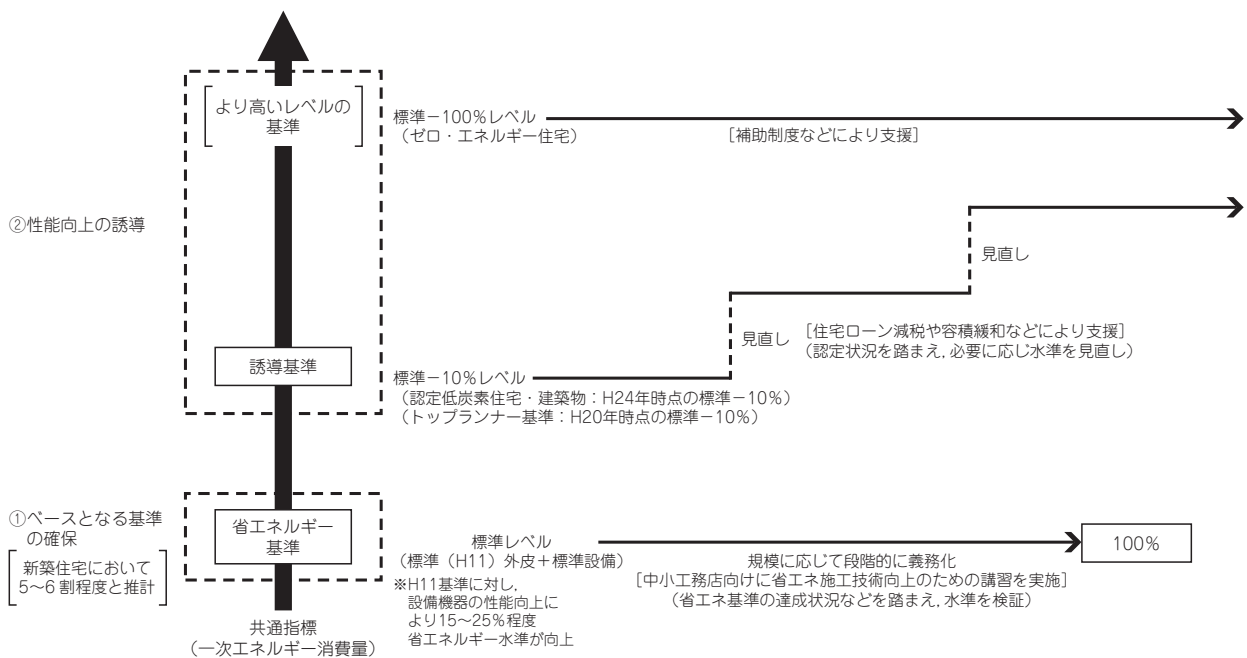 より高いレベルの
基準
標準－100%レベル
（ゼロ・エネルギー住宅）
［補助制度などにより支援］
②性能向上の誘導
見直し
見直し
［住宅ローン減税や容積緩和などにより支援］
（認定状況を踏まえ，必要に応じ水準を見直し）
誘導基準
標準－10%レベル
（認定低炭素住宅・建築物：H24年時点の標準－10%）
（トップランナー基準：H20年時点の標準－10%）
①ベースとなる基準
の確保
新築住宅において
5～6割程度と推計
省エネルギー
基準
標準レベル
（標準（H11）外皮＋標準設備）
※H11基準に対し，
設備機器の性能向上に
より15～25%程度
省エネルギー水準が向上
規模に応じて段階的に義務化
［中小工務店向けに省エネ施工技術向上のための講習を実施］
（省エネ基準の達成状況などを踏まえ，水準を検証）
100%
共通指標
（一次エネルギー消費量）